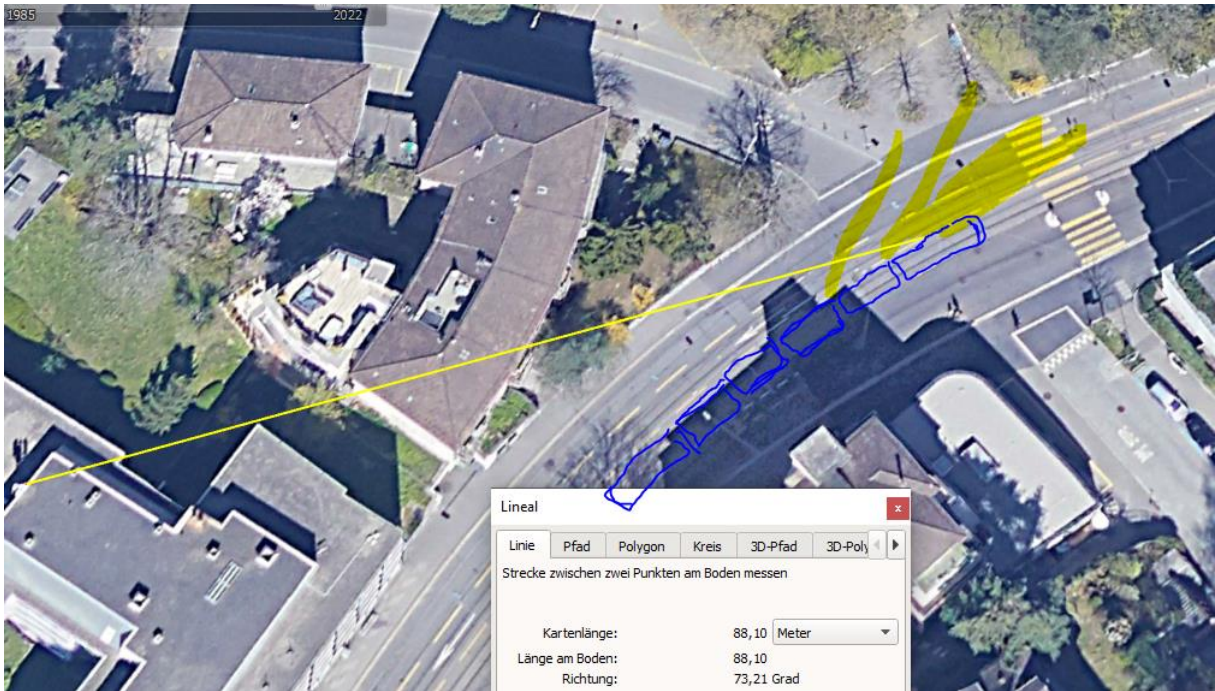 1985 2022
Lineal x
Linie Pfad Polygon Kreis 3D-Pfad 3D-Poly
Strecke zwischen zwei Punkten am Boden messen
Kartenlänge: 88,10 Meter
Länge am Boden: 88,10
Richtung: 73,21 Grad